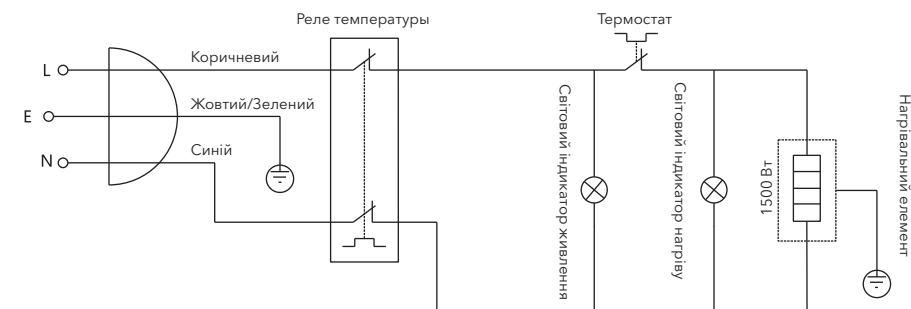 Реле температуры
Термостат
L
Коричневий
E
Жовтий/Зелений
N
Синій
Світовий індикатор живлення
Світовий індикатор нагріву
1500 Вт
Нагрівальний елемент